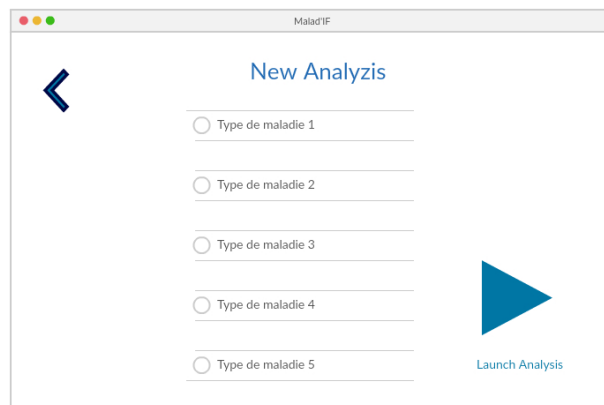 Malad'IF
New Analyzis
Type de maladie 1
Type de maladie 2
Type de maladie 3
Type de maladie 4
Type de maladie 5
Launch Analysis